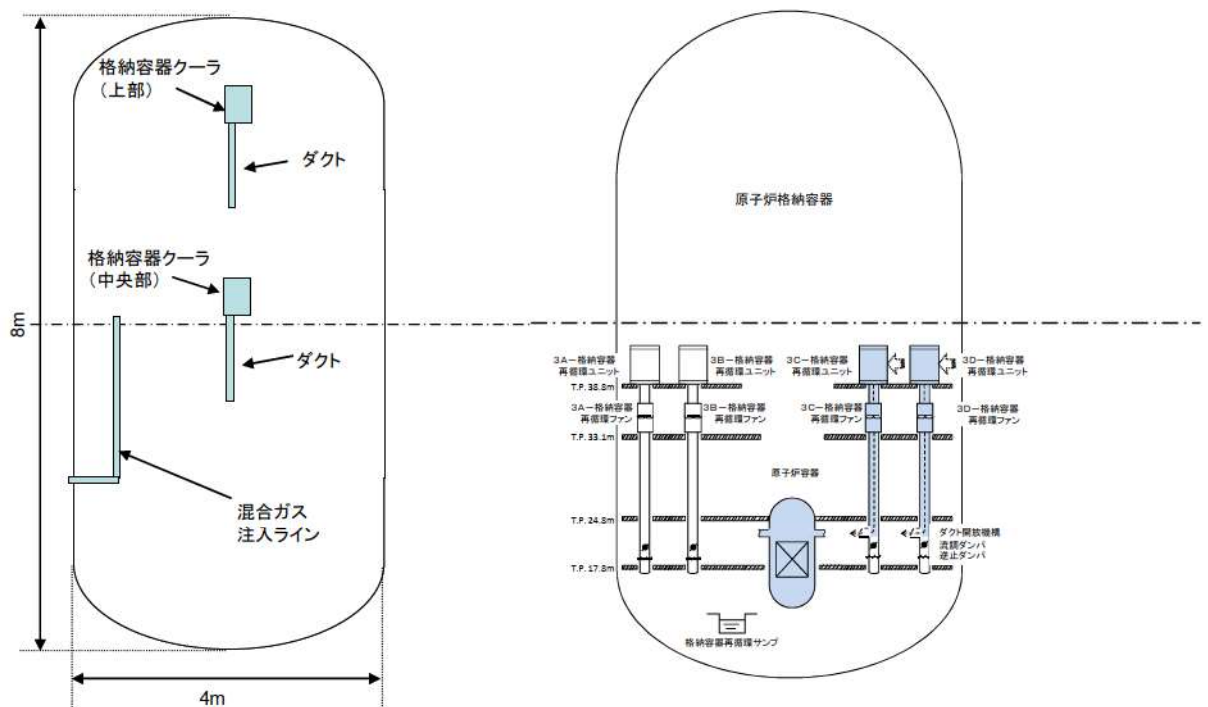 格納容器クーラ
(上部)
ダクト
格納容器クーラ
(中央部)
ダクト
8m
混合ガス
注入ライン
4m
原子炉格納容器
3A-格納容器
再循環ユニット
3B-格納容器
再循環ユニット
3C-格納容器
再循環ユニット
3D-格納容器
再循環ユニット
T.P.38.8m
3A-格納容器
再循環ファン
3B-格納容器
再循環ファン
3C-格納容器
再循環ファン
3D-格納容器
再循環ファン
T.P.33.1m
原子炉容器
T.P.24.8m
ダクト開放機構
流調ダンパ
逆止ダンパ
T.P.17.8m
格納容器再循環サンプ